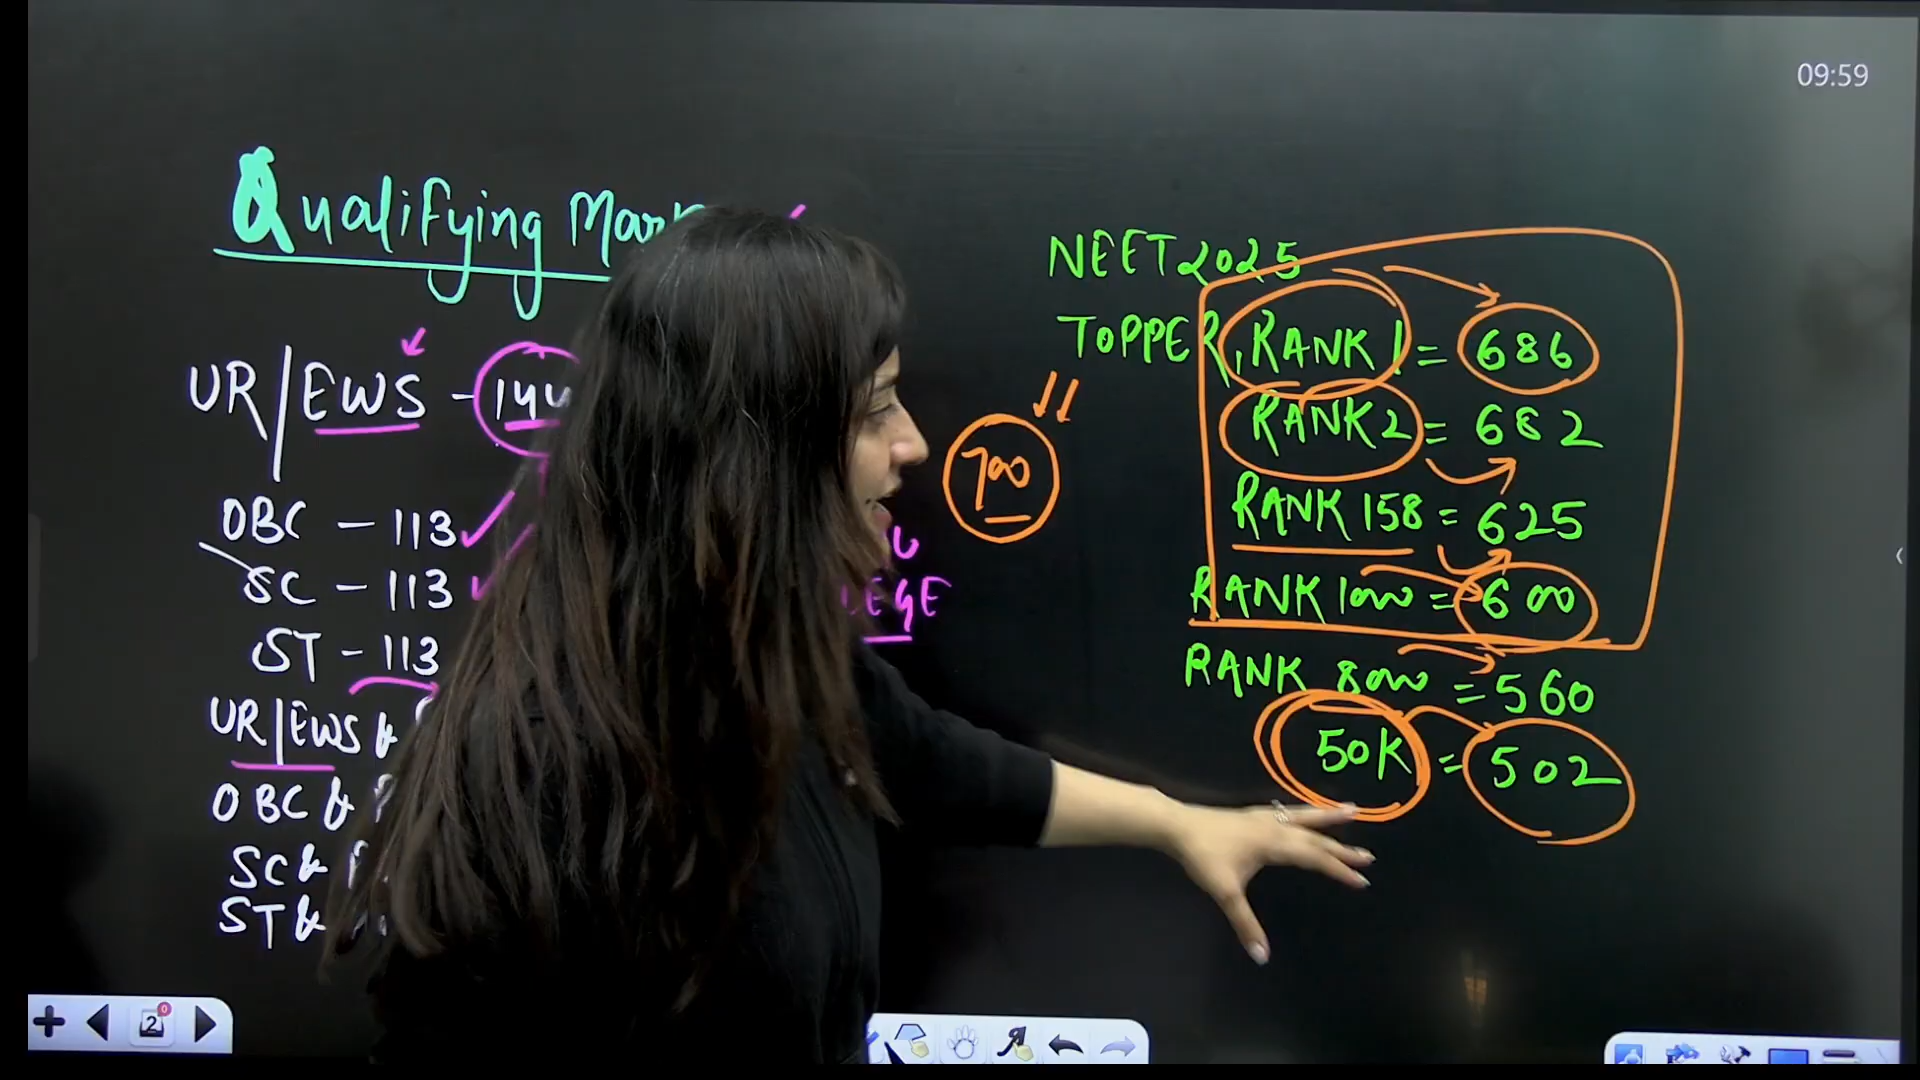 09:59
Qualifying
UR/EWS - 144
OBC - 113
SC - 113
ST - 113
UR/EWS &
OBC &
SC &
ST &
NEET 2025
TOPPER, RANK 1 = 686
RANK 2 = 682
700
RANK 158 = 625
RANK 1000 = 600
RANK 8000 = 560
50K = 502
2
0